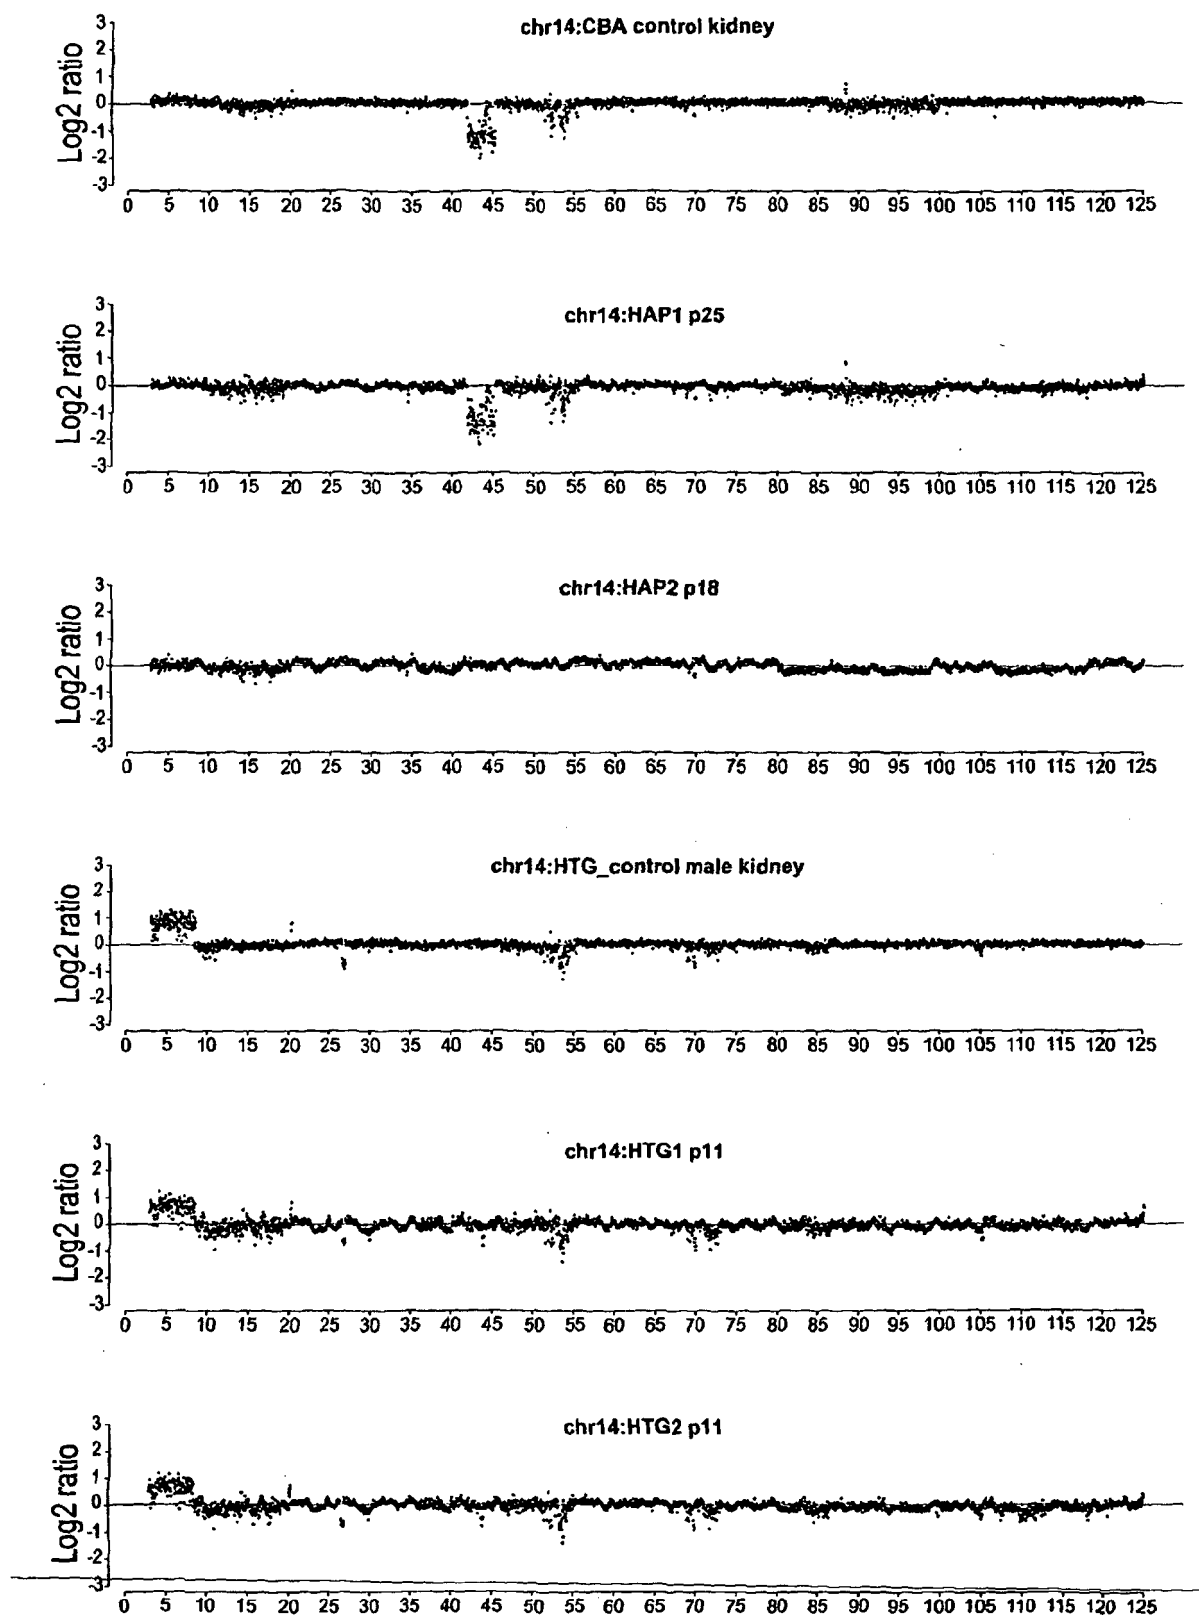 chr14:CBA control kidney
Log2 ratio
3
2
1
0
-1
-2
-3
0 5 10 15 20 25 30 35 40 45 50 55 60 65 70 75 80 85 90 95 100 105 110 115 120 125
chr14:HAP1 p25
Log2 ratio
3
2
1
0
-1
-2
-3
0 5 10 15 20 25 30 35 40 45 50 55 60 65 70 75 80 85 90 95 100 105 110 115 120 125
chr14:HAP2 p18
Log2 ratio
3
2
1
0
-1
-2
-3
0 5 10 15 20 25 30 35 40 45 50 55 60 65 70 75 80 85 90 95 100 105 110 115 120 125
chr14:HTG_control male kidney
Log2 ratio
3
2
1
0
-1
-2
-3
0 5 10 15 20 25 30 35 40 45 50 55 60 65 70 75 80 85 90 95 100 105 110 115 120 125
chr14:HTG1 p11
Log2 ratio
3
2
1
0
-1
-2
-3
0 5 10 15 20 25 30 35 40 45 50 55 60 65 70 75 80 85 90 95 100 105 110 115 120 125
chr14:HTG2 p11
Log2 ratio
3
2
1
0
-1
-2
-3
0 5 10 15 20 25 30 35 40 45 50 55 60 65 70 75 80 85 90 95 100 105 110 115 120 125